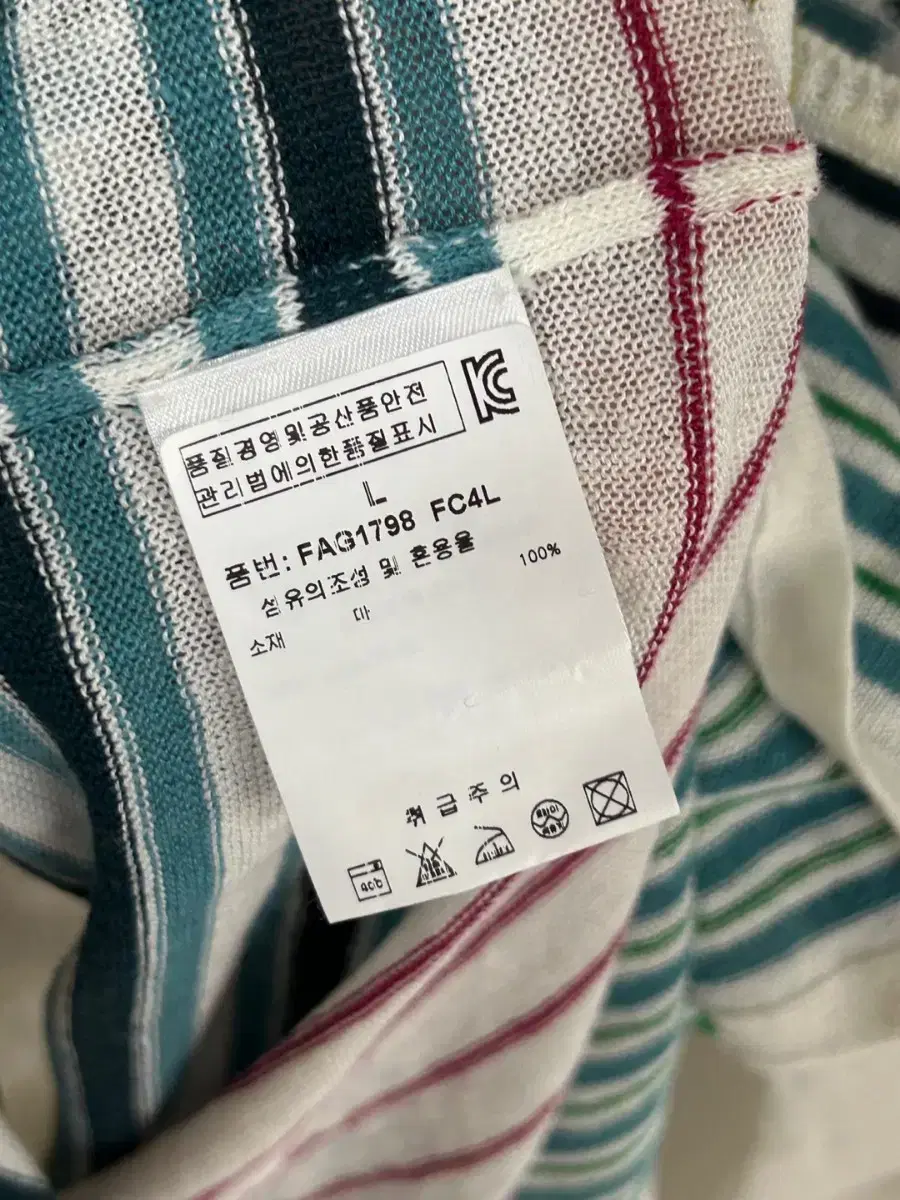 품질경영및공산품안전
관리법에의한품질표시
L
품번: FAG1798 FC4L
섬유의조성 및 혼용율
소재 마 100%
취급주의